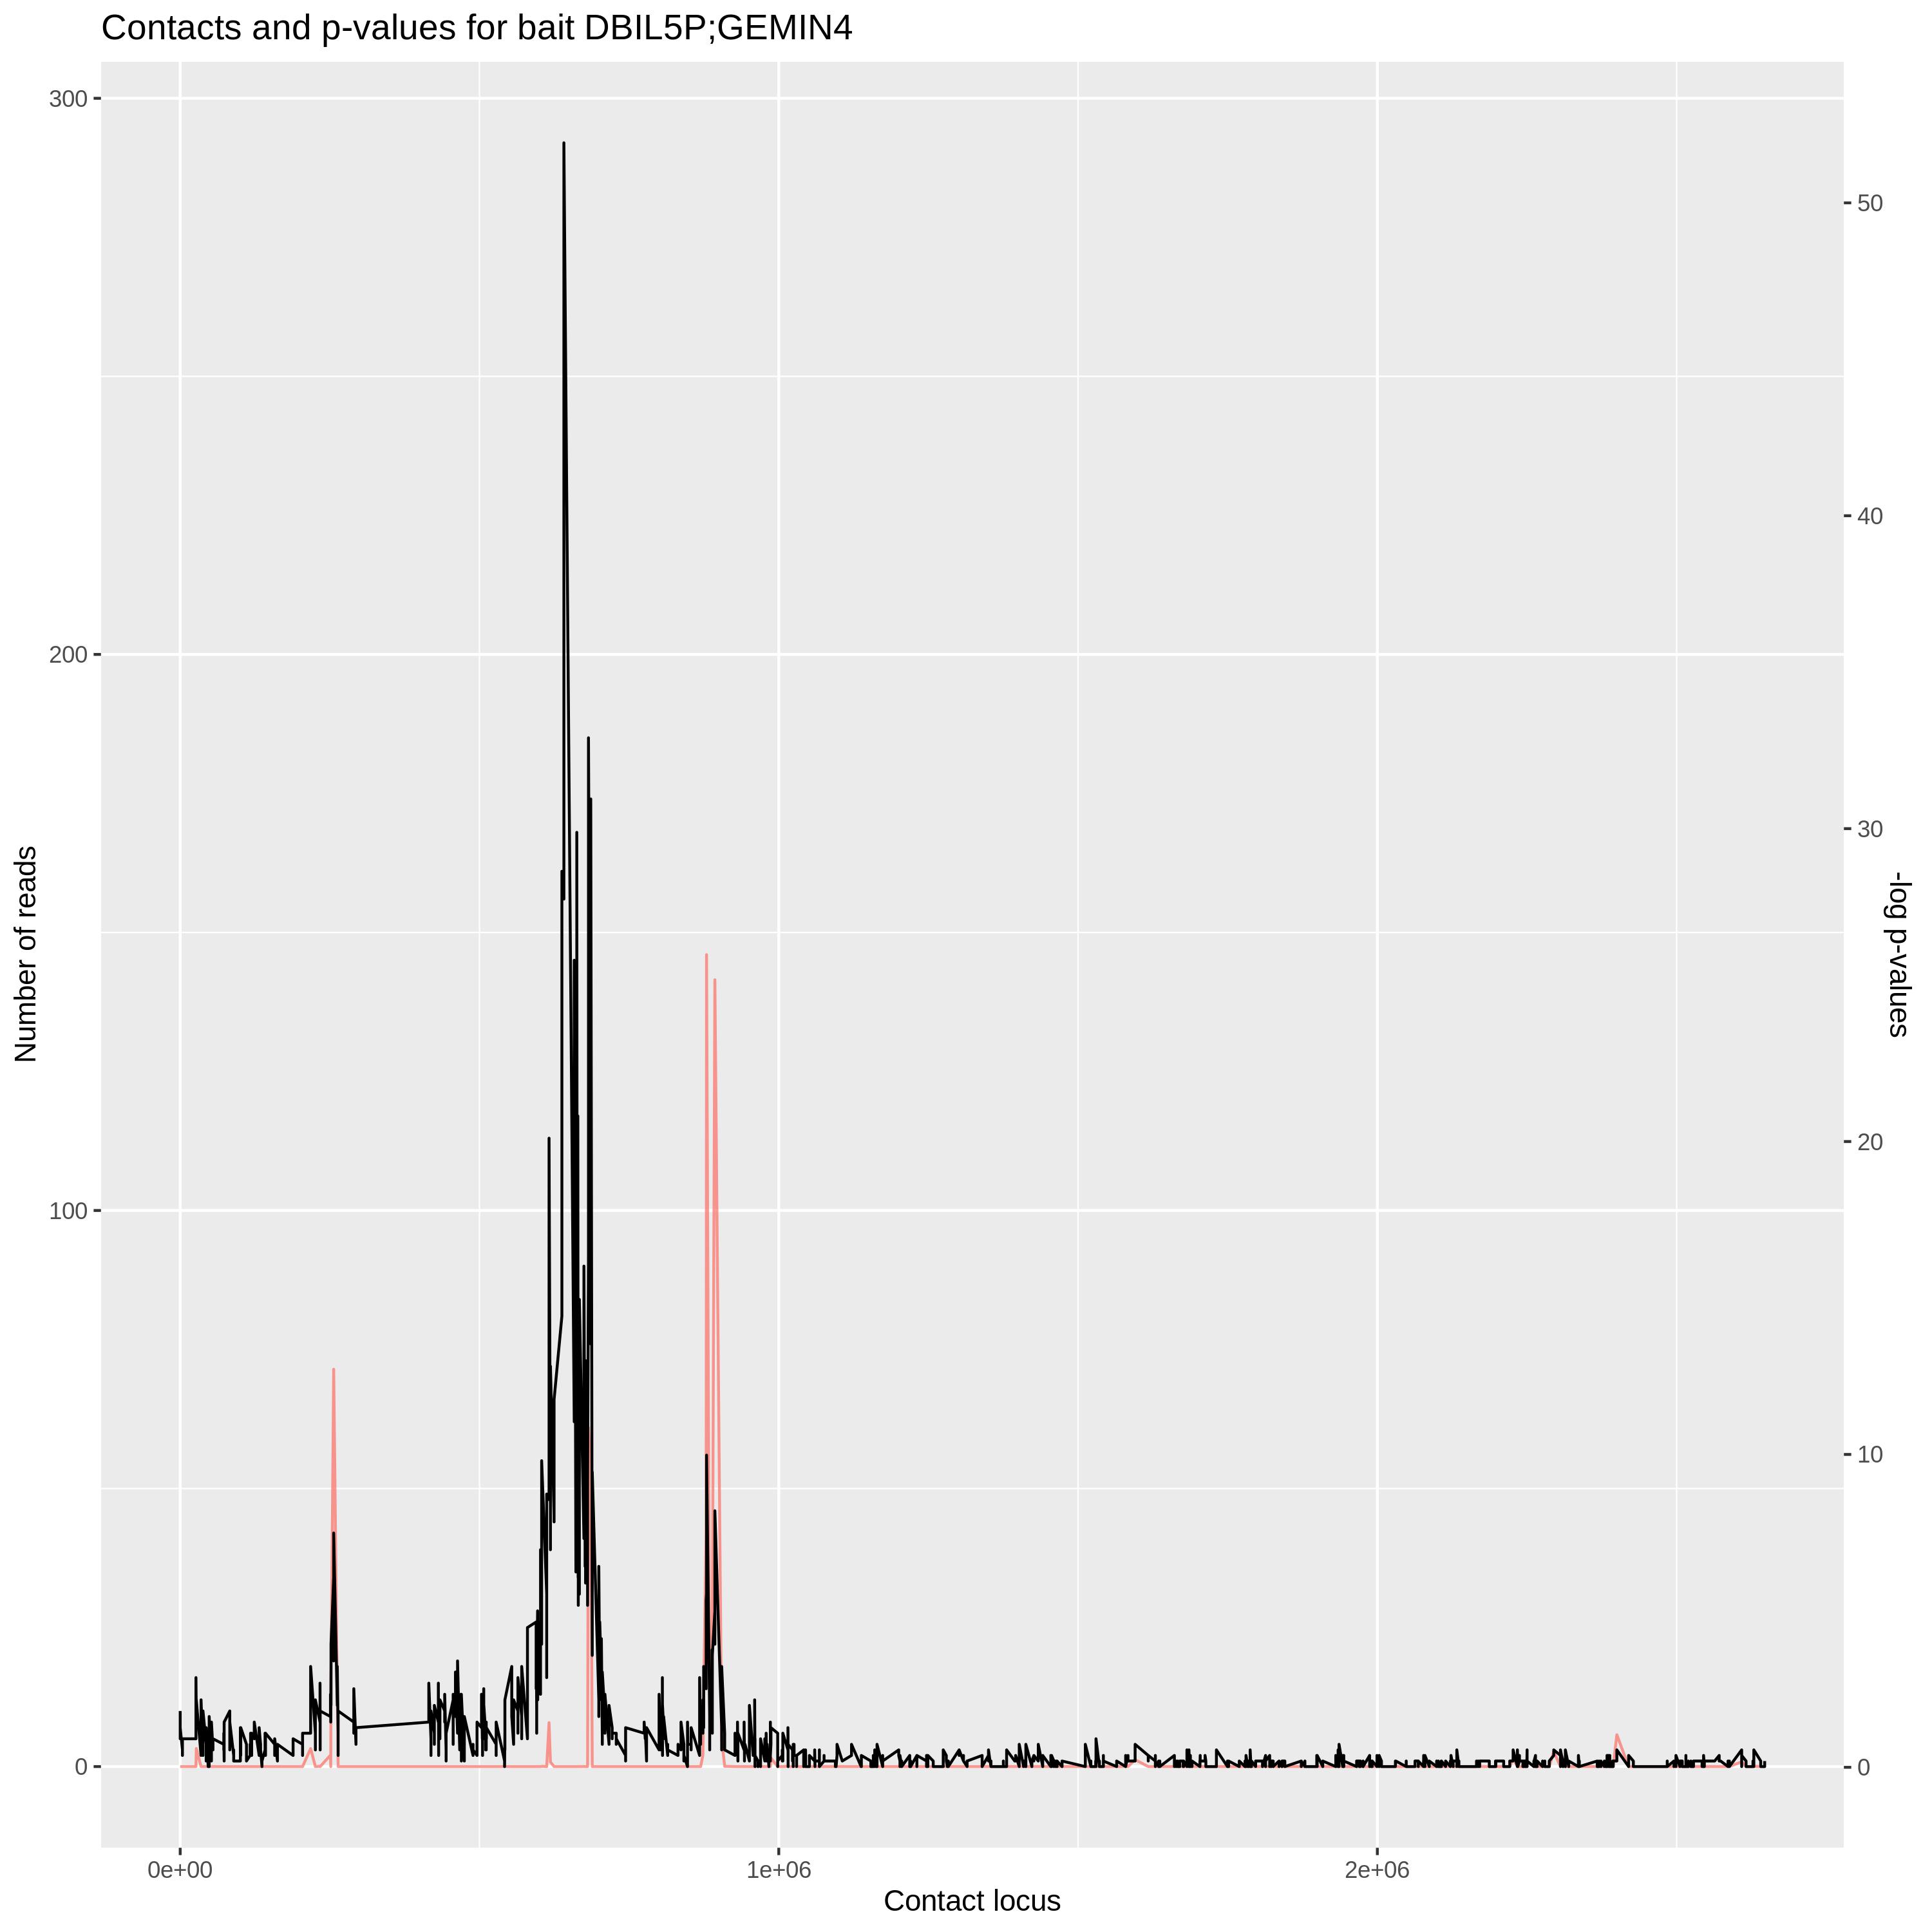 Contacts and p-values for bait DBIL5P;GEMIN4
300
200
100
0
Number of reads
50
40
30
20
10
0
-log p-values
0e+00
1e+06
2e+06
Contact locus